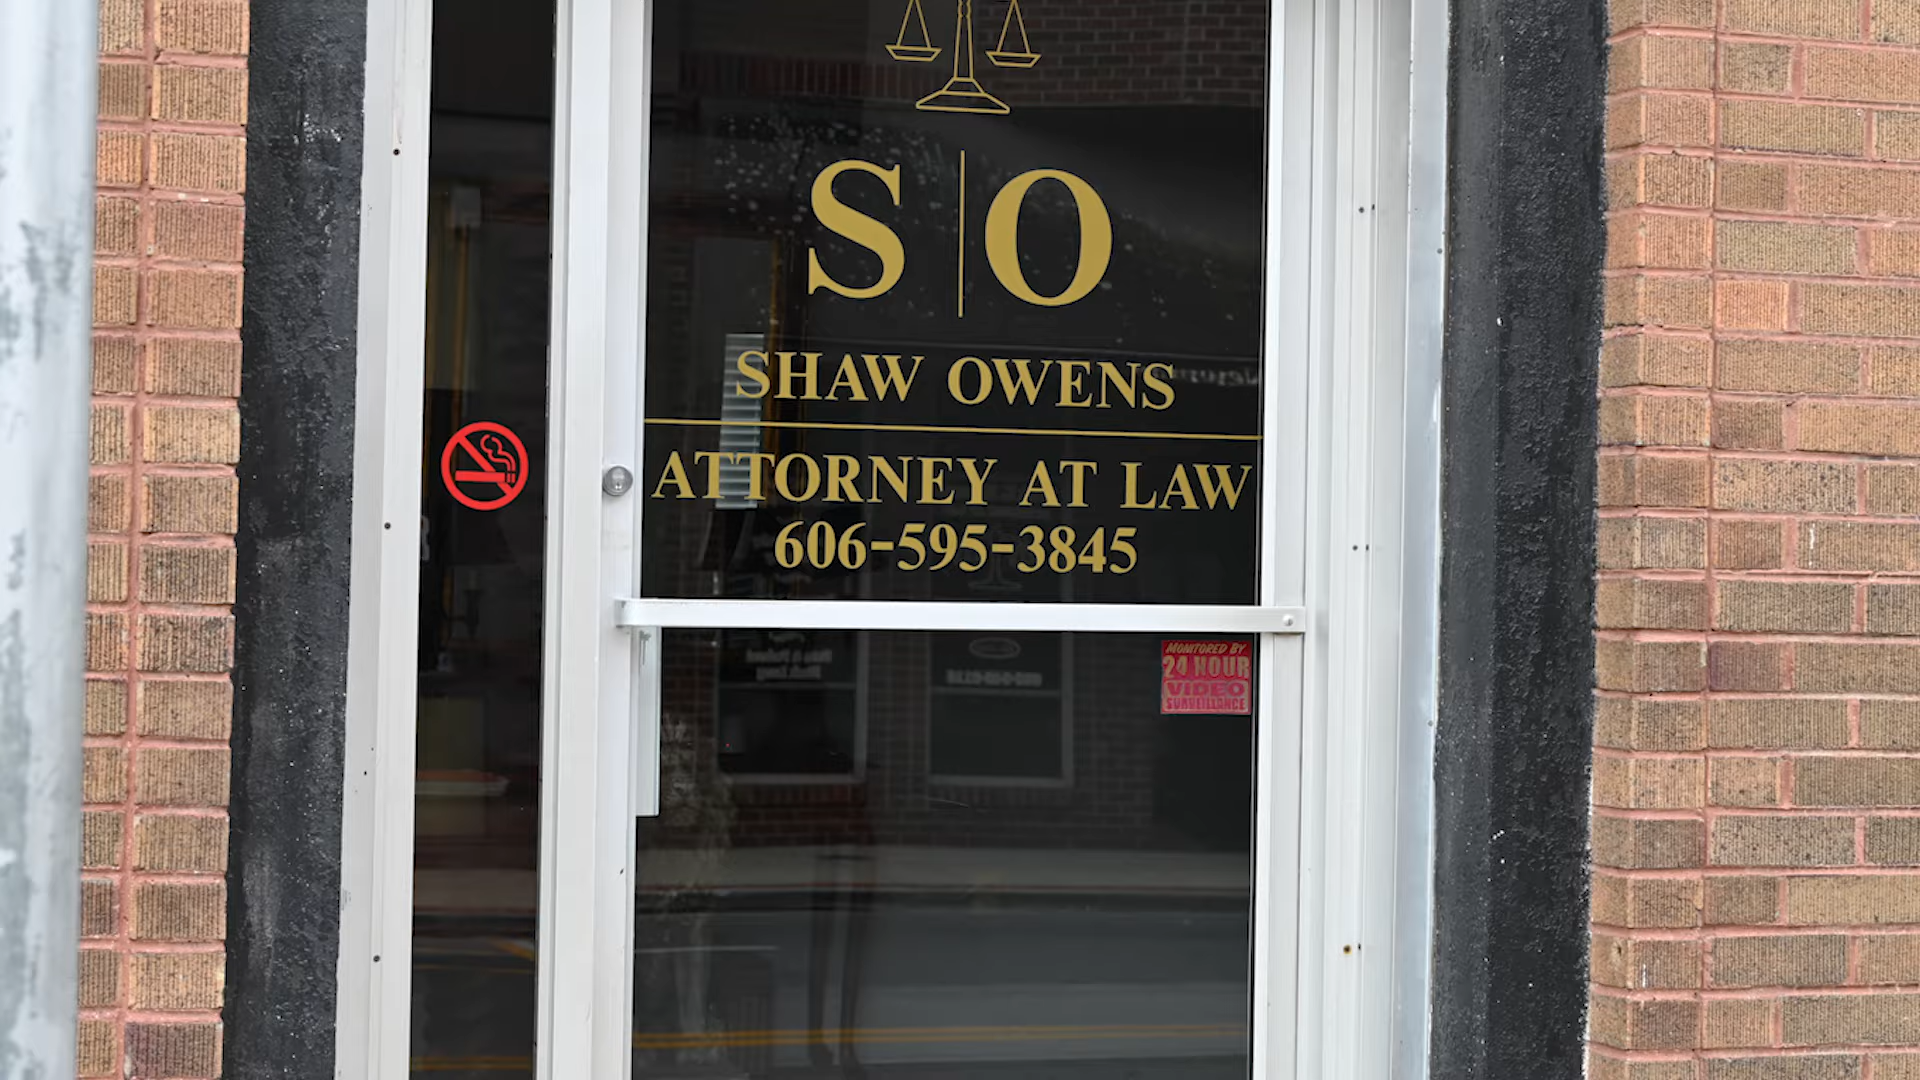 S|O
SHAW OWENS
ATTORNEY AT LAW
606-595-3845
MONITORED BY
24 HOUR
VIDEO
SURVEILLANCE